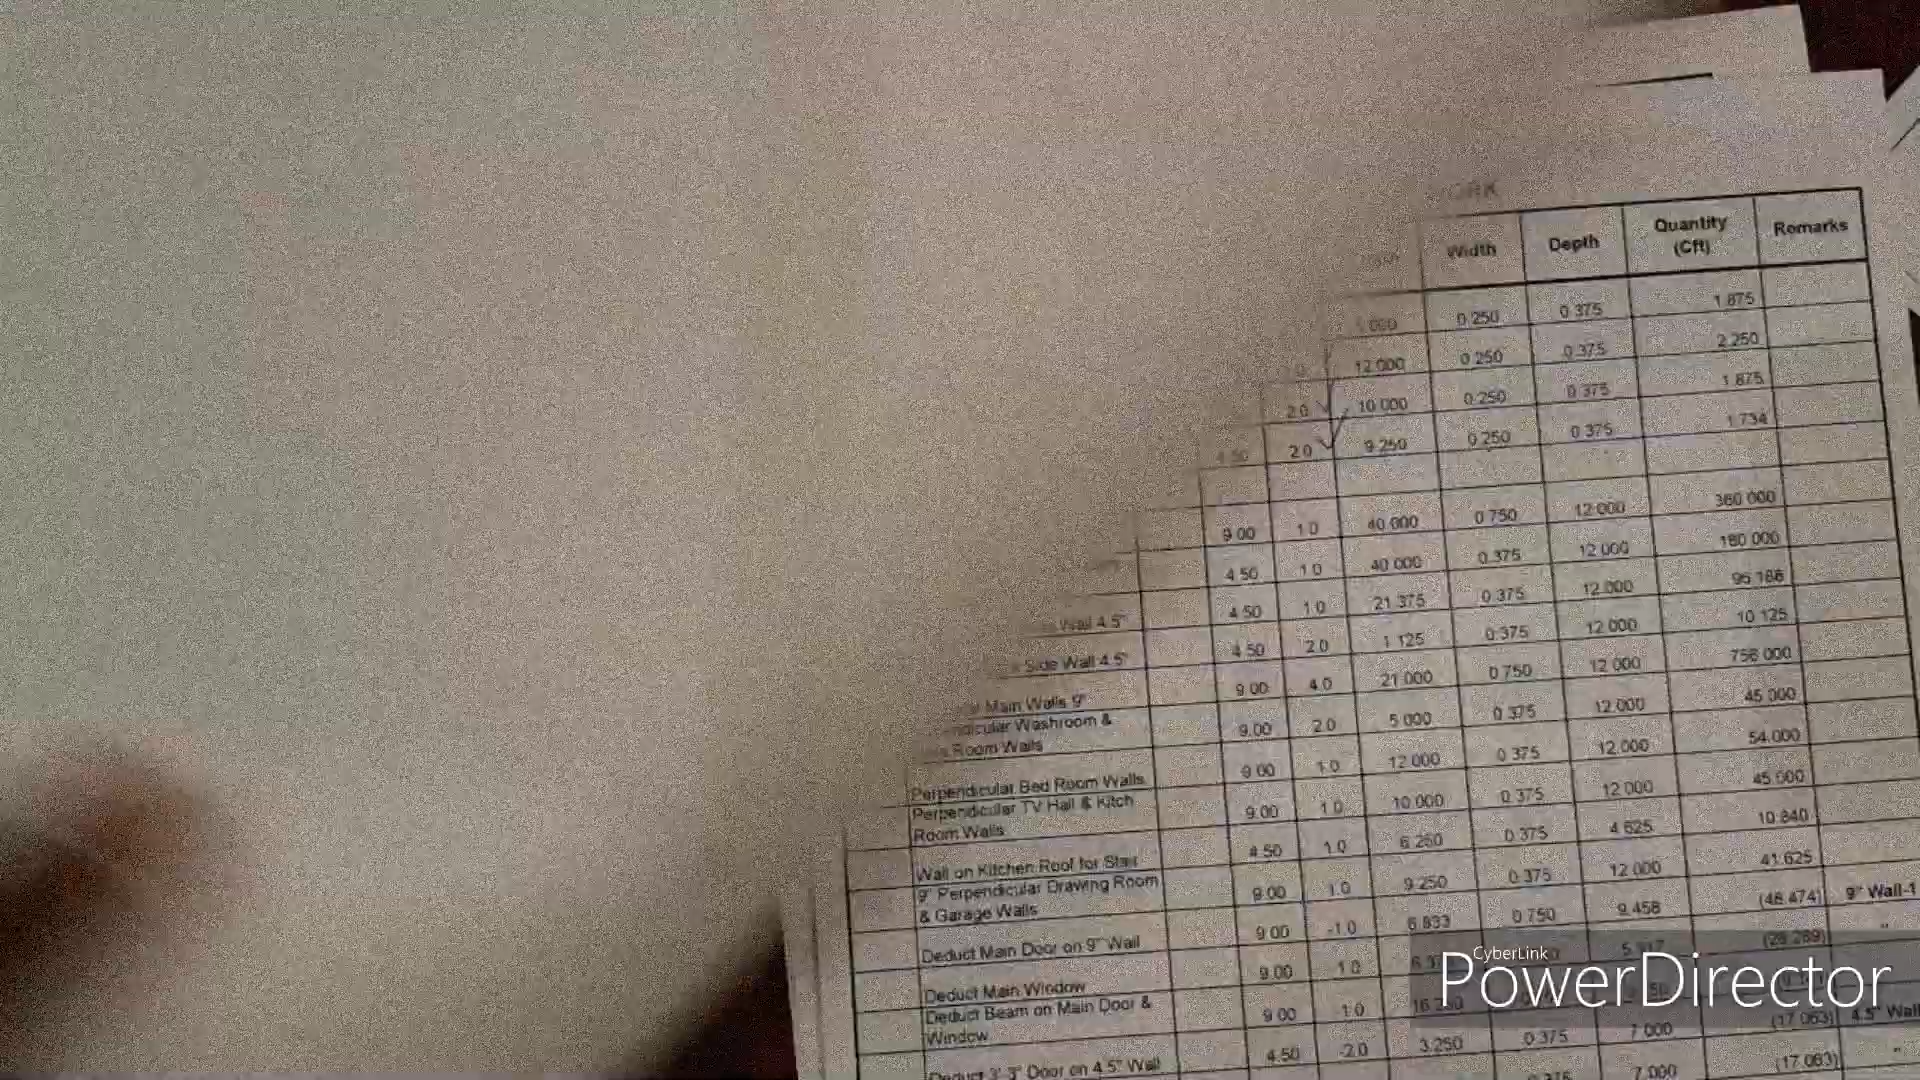 Width Depth Quantity (Cft) Remarks
0.250 0.375 1.875
12.000 0.250 0.375 2.250
2.0 10.000 0.250 0.375 1.875
4.50 2.0 9.250 0.250 0.375 1.734
9.00 1.0 40.000 0.750 12.000 360.000
4.50 1.0 40.000 0.375 12.000 180.000
Wall 4.5" 4.50 1.0 21.375 0.375 12.000
Side Wall 4.5" 4.50 2.0 1.125 0.375 12.000 10.125
Main Walls 9" 9.00 4.0 21.000 0.750 12.000 756.000
Washroom &
Room Walls 9.00 2.0 5.000 0.375 12.000 45.000
Perpendicular Bed Room Walls 9.00 1.0 12.000 0.375 12.000 54.000
Perpendicular TV Hall & Kitch
Room Walls 9.00 1.0 10.000 0.375 12.000 45.000
Wall on Kitchen Roof for Stair 4.50 1.0 6.250 0.375 4.625 10.840
9" Perpendicular Drawing Room
& Garage Walls 9.00 1.0 9.250 0.375 12.000 41.625
Deduct Main Door on 9" Wall 9.00 -1.0 6.833 0.750 9.458 (48.474) 9" Wall-1
Deduct Main Window 9.00 1.0 (28.269) "
Deduct Beam on Main Door &
Window 9.00 1.0 16.250
Deduct 3' 3" Door on 4.5" Wall 4.50 -2.0 3.250 0.375 7.000 (17.063) 4.5" Wall
7.000 (17.063) "
CyberLink
PowerDirector